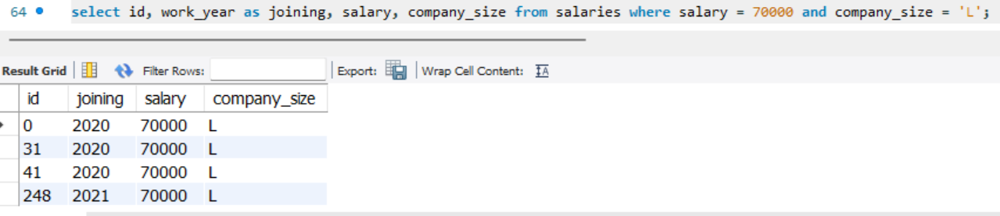 64 select id, work_year as joining, salary, company_size from salaries where salary = 70000 and company_size = 'L';
Result Grid Filter Rows: Export: Wrap Cell Content: IA
id joining salary company_size
0 2020 70000 L
31 2020 70000 L
41 2020 70000 L
248 2021 70000 L